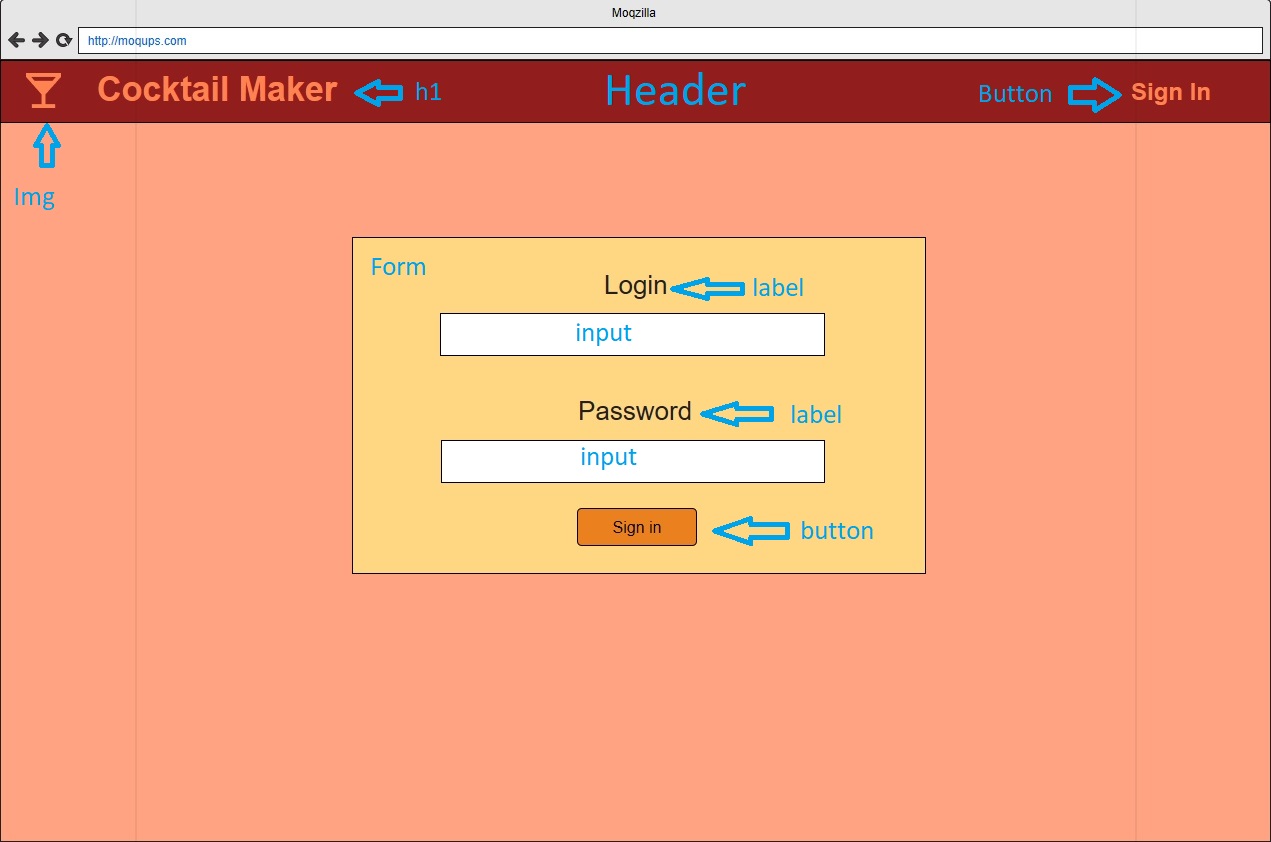 Moqzilla
http://moqups.com
Cocktail Maker h1 Header Button Sign In
Img
Form
Login label
input
Password label
input
Sign in button